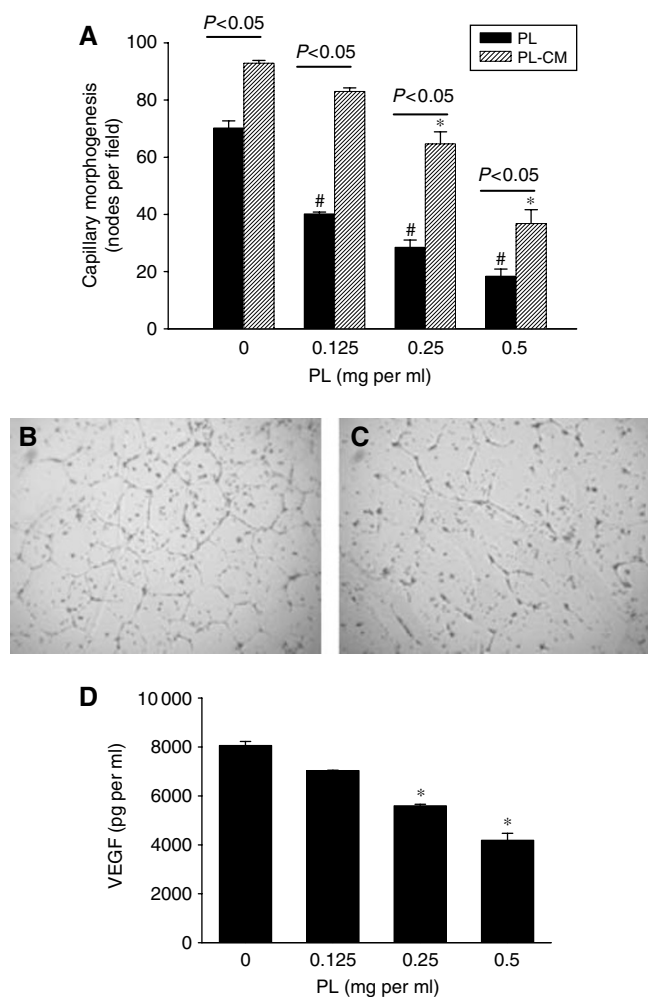 A
P<0.05
P<0.05
P<0.05
P<0.05
PL
PL-CM
#
#
*
#
*
Capillary morphogenesis
(nodes per field)
100
80
60
40
20
0
0 0.125 0.25 0.5
PL (mg per ml)
B C
D
VEGF (pg per ml)
10 000
8000
6000
4000
2000
0
*
*
0 0.125 0.25 0.5
PL (mg per ml)